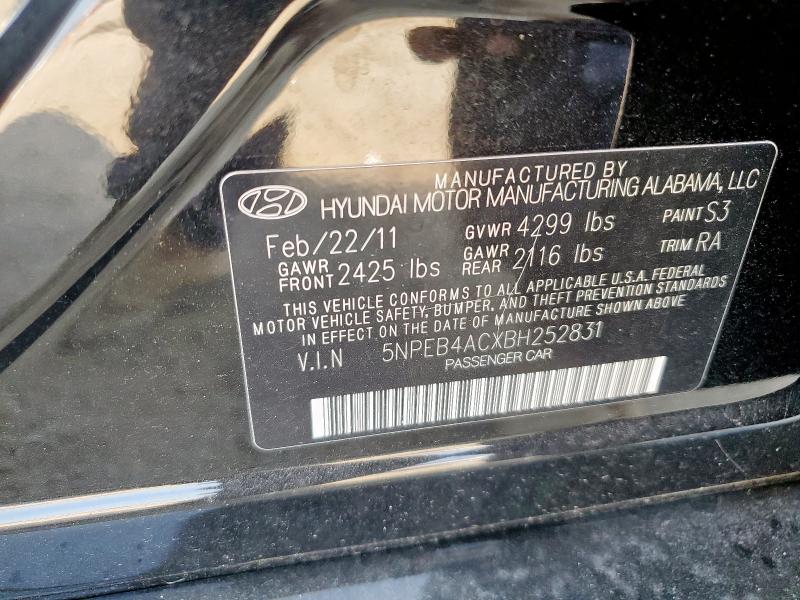 MANUFACTURED BY
HYUNDAI MOTOR MANUFACTURING ALABAMA, LLC
Feb/22/11 GVWR 4299 lbs PAINT S3
GAWR FRONT 2425 lbs GAWR REAR 2116 lbs TRIM RA
THIS VEHICLE CONFORMS TO ALL APPLICABLE U.S.A. FEDERAL
MOTOR VEHICLE SAFETY, BUMPER, AND THEFT PREVENTION STANDARDS
IN EFFECT ON THE DATE OF MANUFACTURE SHOWN ABOVE
V.I.N 5NPEB4ACXBH252831
PASSENGER CAR